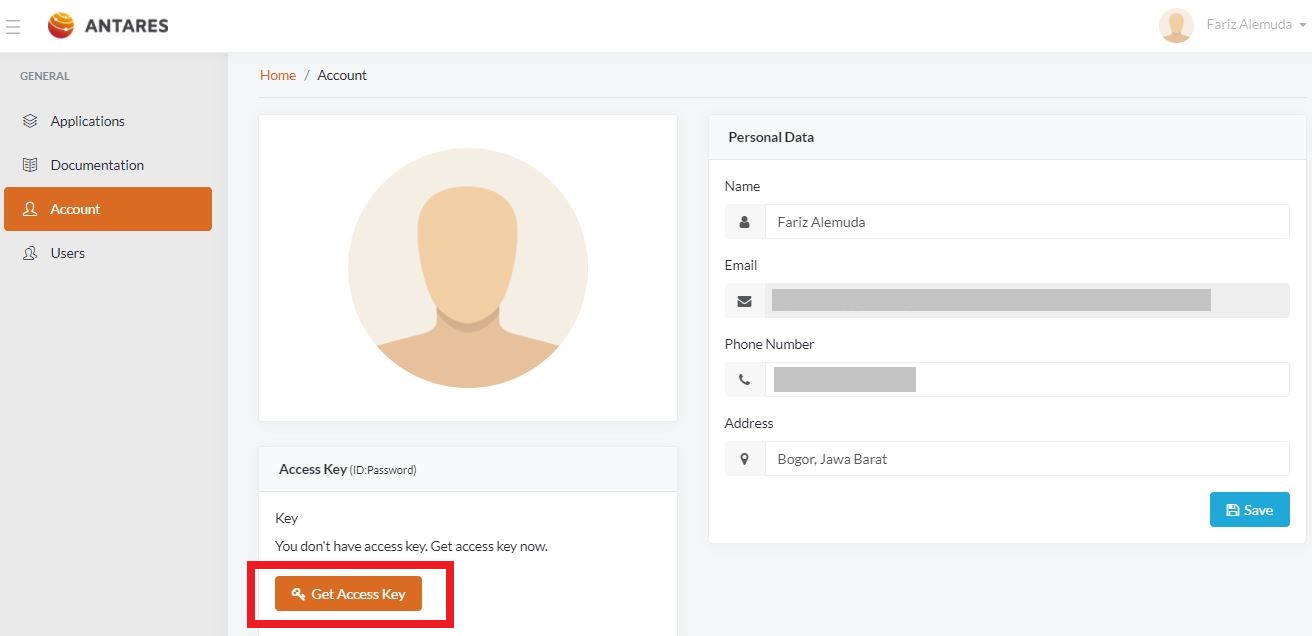 ANTARES
Fariz Alemuda
GENERAL
Applications
Documentation
Account
Users
Home / Account
Access Key (ID:Password)
Key
You don't have access key. Get access key now.
Get Access Key
Personal Data
Name
Fariz Alemuda
Email
Phone Number
Address
Bogor, Jawa Barat
Save